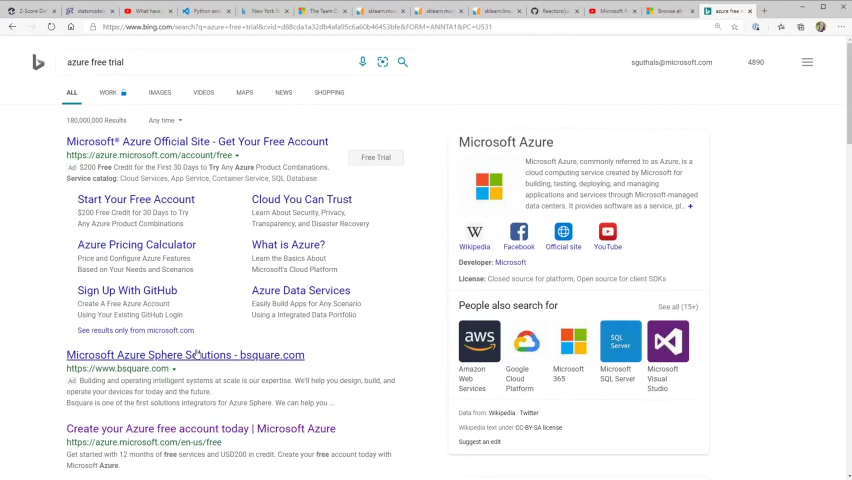 Z-Score Da
statsmodel
What have
Python and
New York S
The Team D
sklearn.me
sklearn.mo
sklearn.line
Reactors/w
Microsoft R
Browse all
azure free t
https://www.bing.com/search?q=azure+free+trial&cvid=d88cda1a32db4afa95c6a60b46453bfe&FORM=ANNTA1&PC=US31
azure free trial
sguthals@microsoft.com
4890
ALL
WORK
IMAGES
VIDEOS
MAPS
NEWS
SHOPPING
180,000,000 Results
Any time
Microsoft® Azure Official Site - Get Your Free Account
https://azure.microsoft.com/account/free
Free Trial
Ad $200 Free Credit for the First 30 Days to Try Any Azure Product Combinations.
Service catalog: Cloud Services, App Service, Container Service, SQL Database
Start Your Free Account
$200 Free Credit for 30 Days to Try
Any Azure Product Combinations
Cloud You Can Trust
Learn About Security, Privacy,
Transparency, and Disaster Recovery
Azure Pricing Calculator
Price and Configure Azure Features
Based on Your Needs and Scenarios
What is Azure?
Learn the Basics About
Microsoft's Cloud Platform
Sign Up With GitHub
Create A Free Azure Account
Using Your Existing GitHub Login
Azure Data Services
Easily Build Apps for Any Scenario
Using a Integrated Data Portfolio
See results only from microsoft.com
Microsoft Azure Sphere Solutions - bsquare.com
https://www.bsquare.com
Ad Building and operating intelligent systems at scale is our expertise. We'll help you design, build, and
operate your devices for today and the future.
Bsquare is one of the first solutions integrators for Azure Sphere. We can help you ...
Create your Azure free account today | Microsoft Azure
https://azure.microsoft.com/en-us/free
Get started with 12 months of free services and USD200 in credit. Create your free account today with
Microsoft Azure.
Microsoft Azure
Microsoft Azure, commonly referred to as Azure, is a
cloud computing service created by Microsoft for
building, testing, deploying, and managing
applications and services through Microsoft-managed
data centers. It provides software as a service, pl...
W
Wikipedia
Facebook
Official site
YouTube
Developer: Microsoft
License: Closed source for platform, Open source for client SDKs
People also search for
See all (15+)
aws
SQL
Server
Amazon
Web
Services
Google
Cloud
Platform
Microsoft
365
Microsoft
SQL Server
Microsoft
Visual
Studio
Data from: Wikipedia · Twitter
Wikipedia text under CC-BY-SA license
Suggest an edit